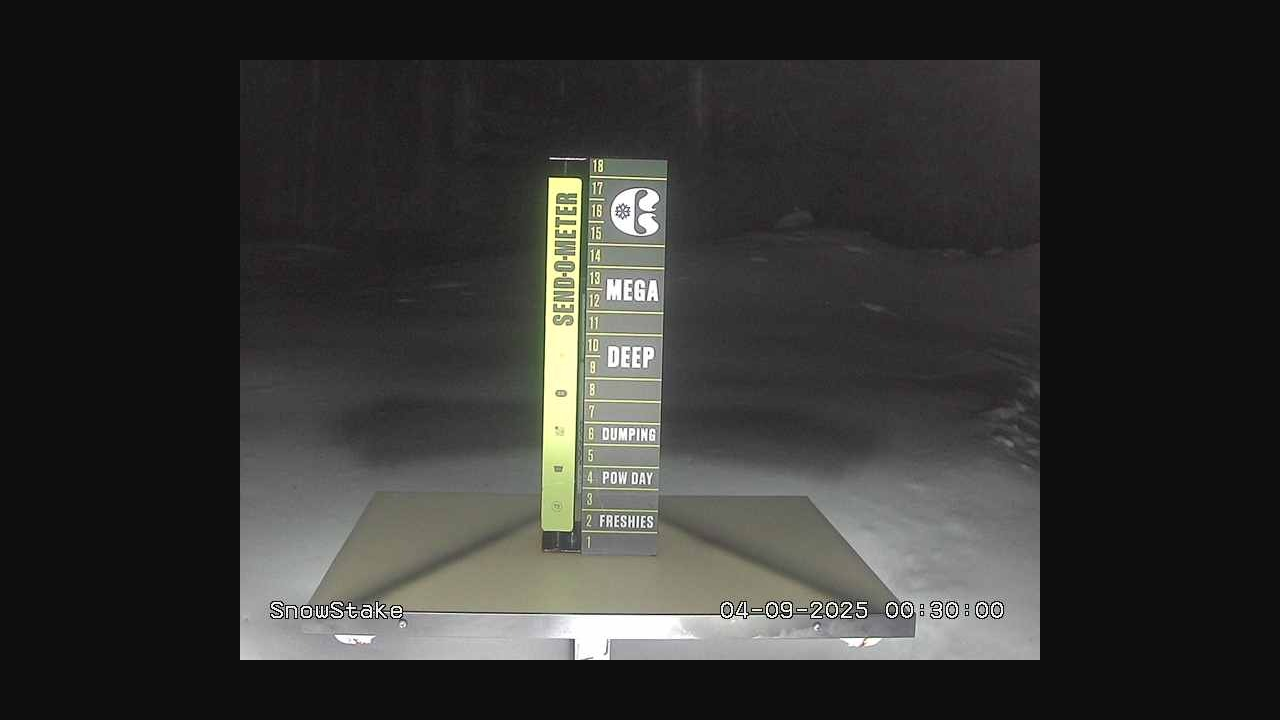 SEND-O-METER
18
17
16
15
14
13
12
MEGA
11
10
9
DEEP
8
7
6 DUMPING
5
4 POW DAY
3
2 FRESHIES
1
SnowStake
04-09-2025 00:30:00